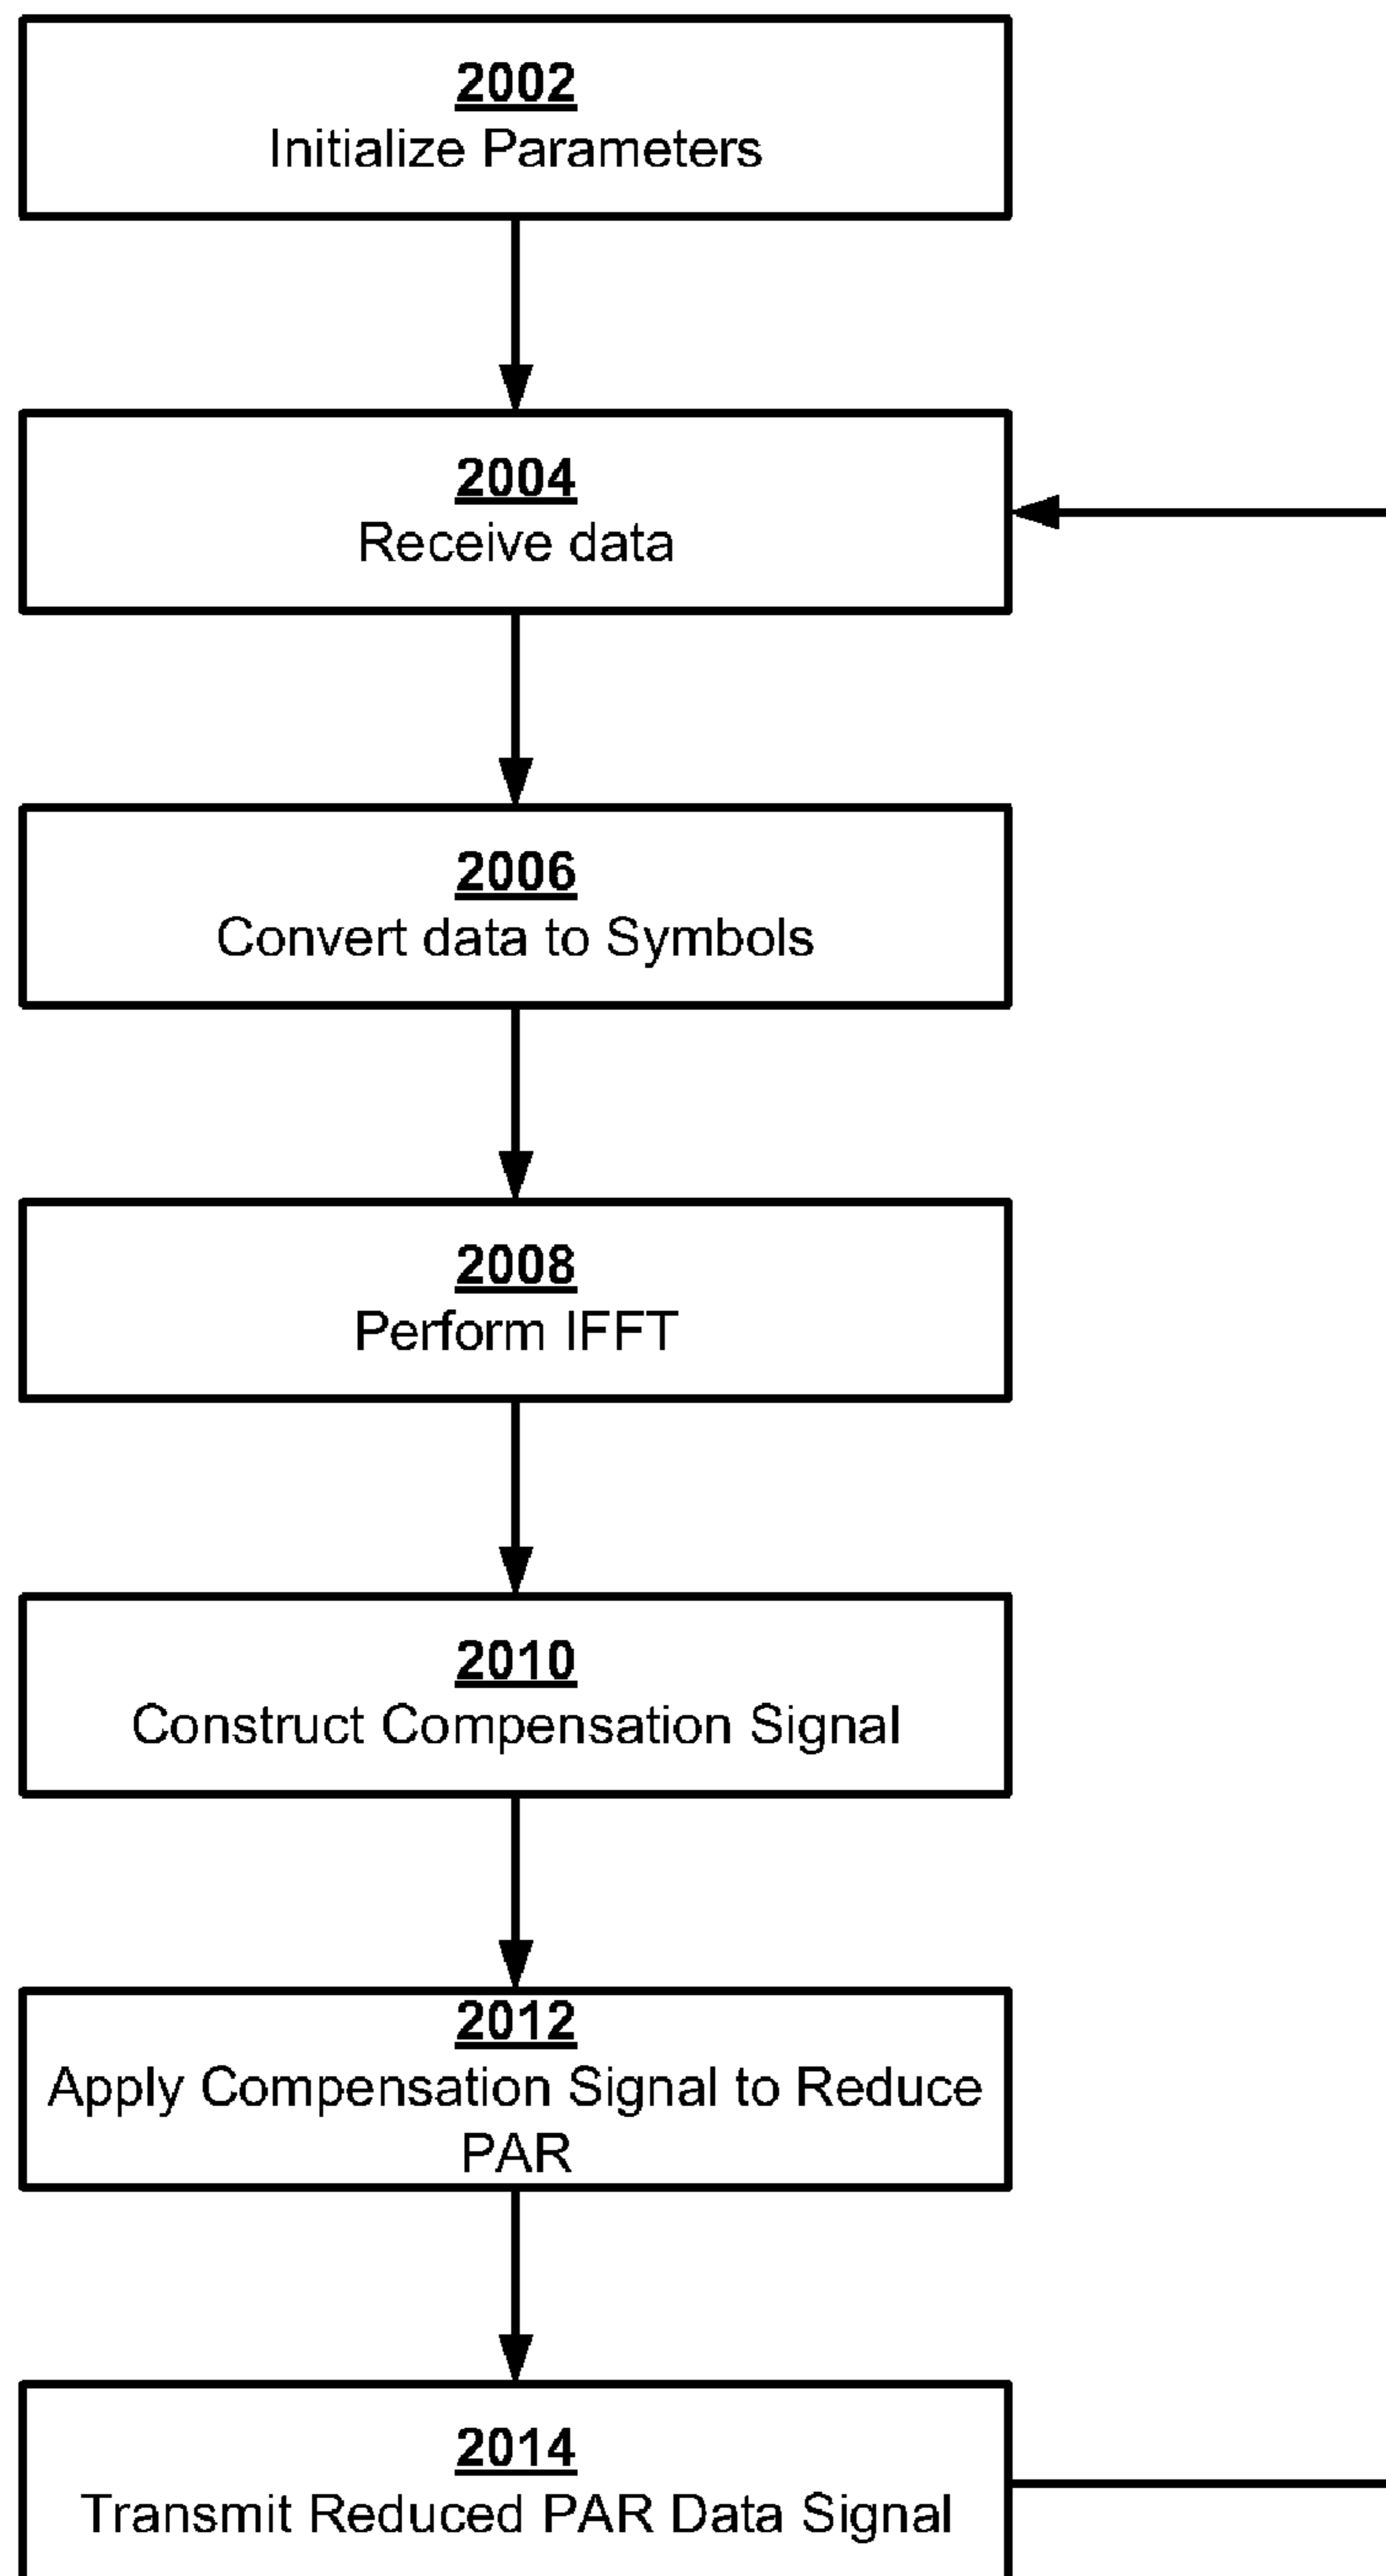 2002
Initialize Parameters
2004
Receive data
2006
Convert data to Symbols
2008
Perform IFFT
2010
Construct Compensation Signal
2012
Apply Compensation Signal to Reduce
PAR
2014
Transmit Reduced PAR Data Signal